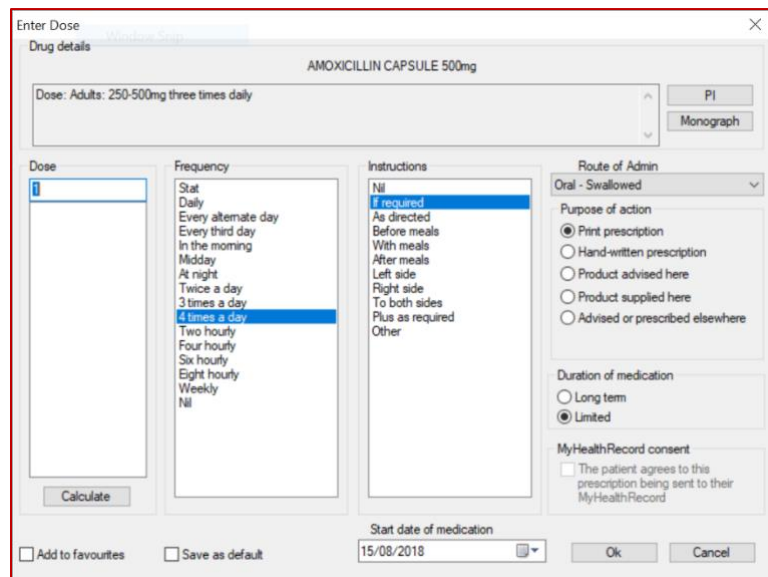 Enter Dose
Window Snip
Drug details
AMOXICILLIN CAPSULE 500mg
Dose: Adults: 250-500mg three times daily
PI
Monograph
Dose
1
Calculate
Frequency
Stat
Daily
Every alternate day
Every third day
In the morning
Midday
At night
Twice a day
3 times a day
4 times a day
Two hourly
Four hourly
Six hourly
Eight hourly
Weekly
Nil
Instructions
Nil
If required
As directed
Before meals
With meals
After meals
Left side
Right side
To both sides
Plus as required
Other
Route of Admin
Oral - Swallowed
Purpose of action
Print prescription
Hand-written prescription
Product advised here
Product supplied here
Advised or prescribed elsewhere
Duration of medication
Long term
Limited
MyHealthRecord consent
The patient agrees to this
prescription being sent to their
MyHealthRecord
Add to favourites
Save as default
Start date of medication
15/08/2018
Ok
Cancel